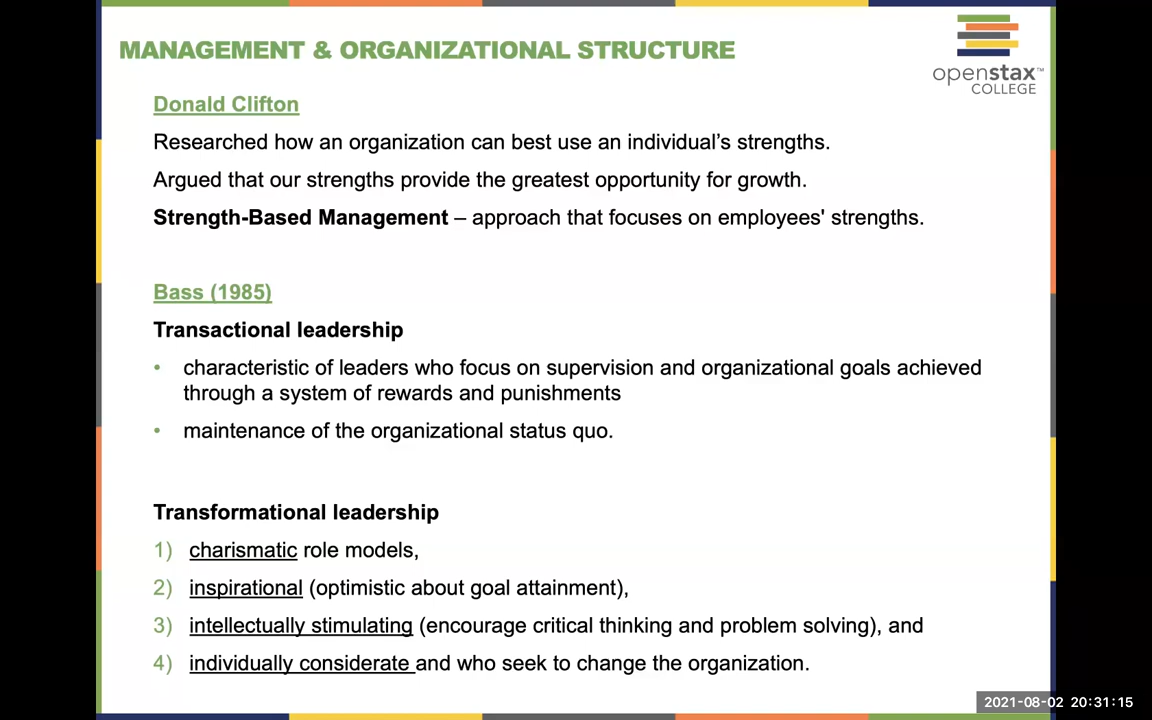 MANAGEMENT & ORGANIZATIONAL STRUCTURE
openstax™
COLLEGE
Donald Clifton
Researched how an organization can best use an individual’s strengths.
Argued that our strengths provide the greatest opportunity for growth.
Strength-Based Management – approach that focuses on employees' strengths.
Bass (1985)
Transactional leadership
• characteristic of leaders who focus on supervision and organizational goals achieved
through a system of rewards and punishments
• maintenance of the organizational status quo.
Transformational leadership
1) charismatic role models,
2) inspirational (optimistic about goal attainment),
3) intellectually stimulating (encourage critical thinking and problem solving), and
4) individually considerate and who seek to change the organization.
2021-08-02 20:31:15